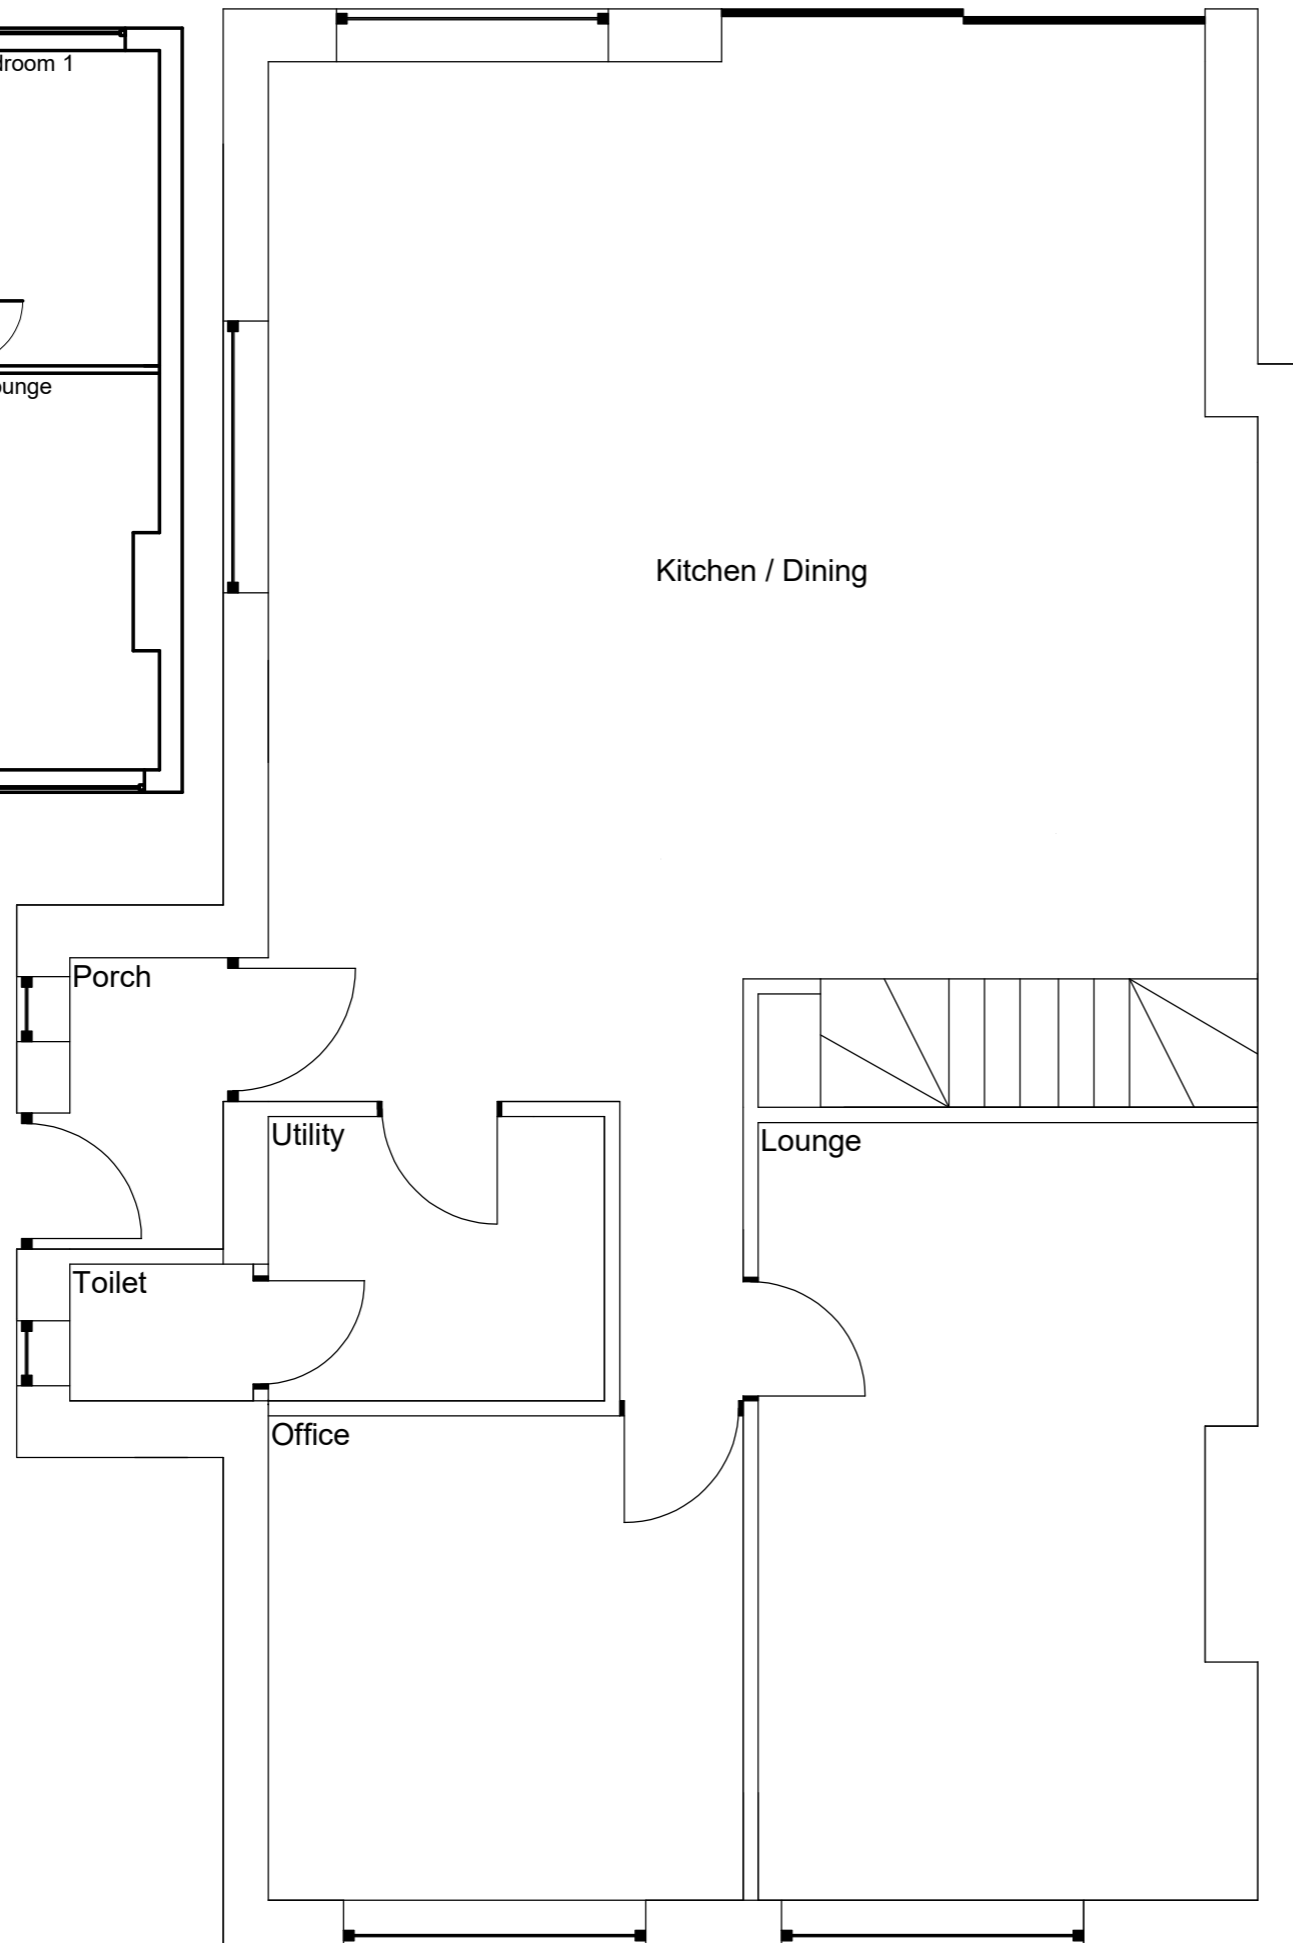 droom 1
ounge
Kitchen / Dining
Porch
Utility
Lounge
Toilet
Office